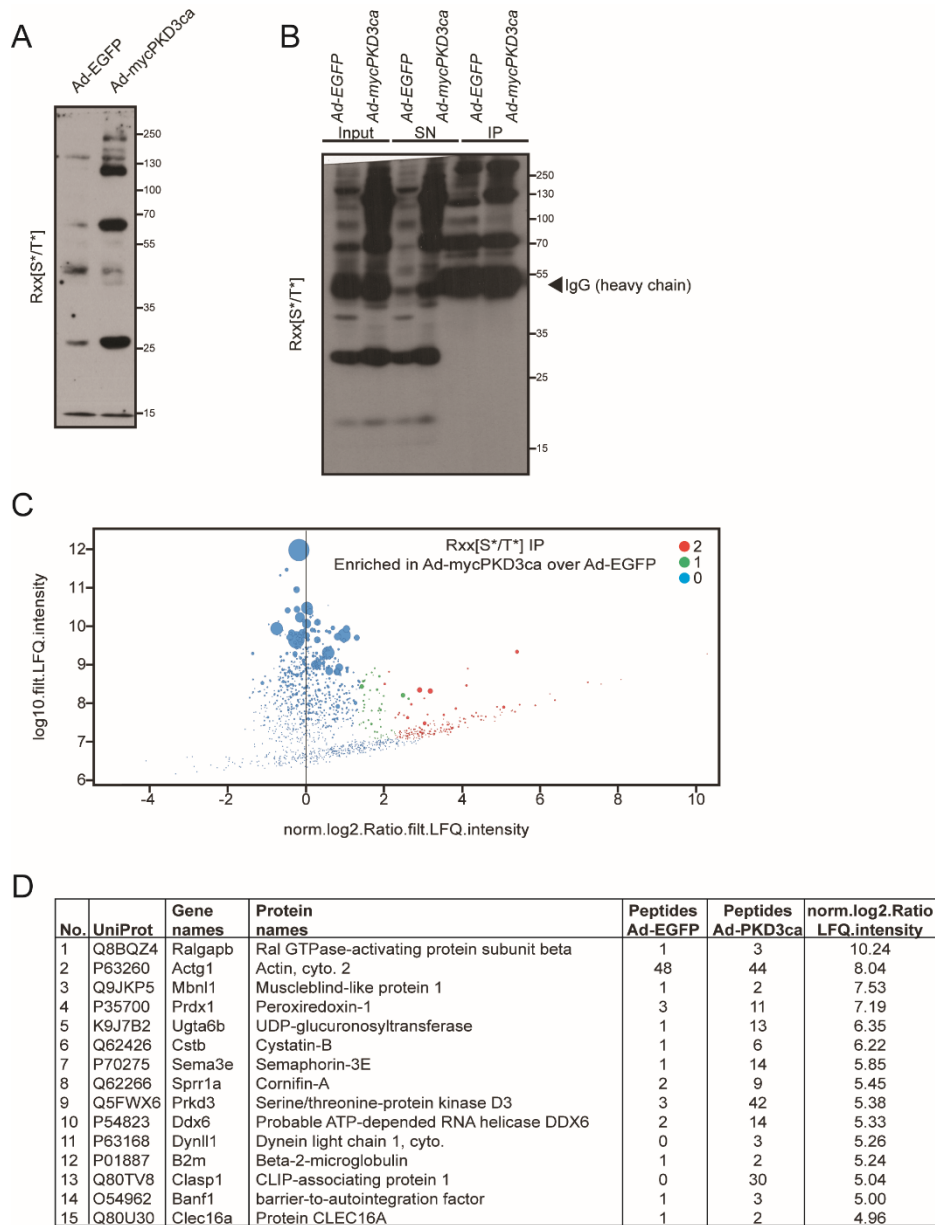 A
Ad-EGFP
Ad-mycPKD3ca
250
130
100
70
55
35
25
15
Rxx[S*/T*]
B
Ad-EGFP
Ad-mycPKD3ca
Ad-EGFP
Ad-mycPKD3ca
Ad-EGFP
Ad-mycPKD3ca
Input SN IP
250
130
100
70
55
35
25
15
IgG (heavy chain)
Rxx[S*/T*]
C
Rxx[S*/T*] IP
Enriched in Ad-mycPKD3ca over Ad-EGFP
2
1
0
12
11
10
9
8
7
6
log10.filt.LFQ.intensity
-4 -2 0 2 4 6 8 10
norm.log2.Ratio.filt.LFQ.intensity
D
No. UniProt Gene names Protein names Peptides Ad-EGFP Peptides Ad-PKD3ca norm.log2.Ratio LFQ.intensity
1 Q8BQZ4 Ralgapb Ral GTPase-activating protein subunit beta 1 3 10.24
2 P63260 Actg1 Actin, cyto. 2 48 44 8.04
3 Q9JKP5 Mbnl1 Muscleblind-like protein 1 1 2 7.53
4 P35700 Prdx1 Peroxiredoxin-1 3 11 7.19
5 K9J7B2 Ugta6b UDP-glucuronosyltransferase 1 13 6.35
6 Q62426 Cstb Cystatin-B 1 6 6.22
7 P70275 Sema3e Semaphorin-3E 1 14 5.85
8 Q62266 Sprr1a Cornifin-A 2 9 5.45
9 Q5FWX6 Prkd3 Serine/threonine-protein kinase D3 3 42 5.38
10 P54823 Ddx6 Probable ATP-depended RNA helicase DDX6 2 14 5.33
11 P63168 Dynll1 Dynein light chain 1, cyto. 0 3 5.26
12 P01887 B2m Beta-2-microglobulin 1 2 5.24
13 Q80TV8 Clasp1 CLIP-associating protein 1 0 30 5.04
14 O54962 Banf1 barrier-to-autointegration factor 1 3 5.00
15 Q80U30 Clec16a Protein CLEC16A 1 2 4.96